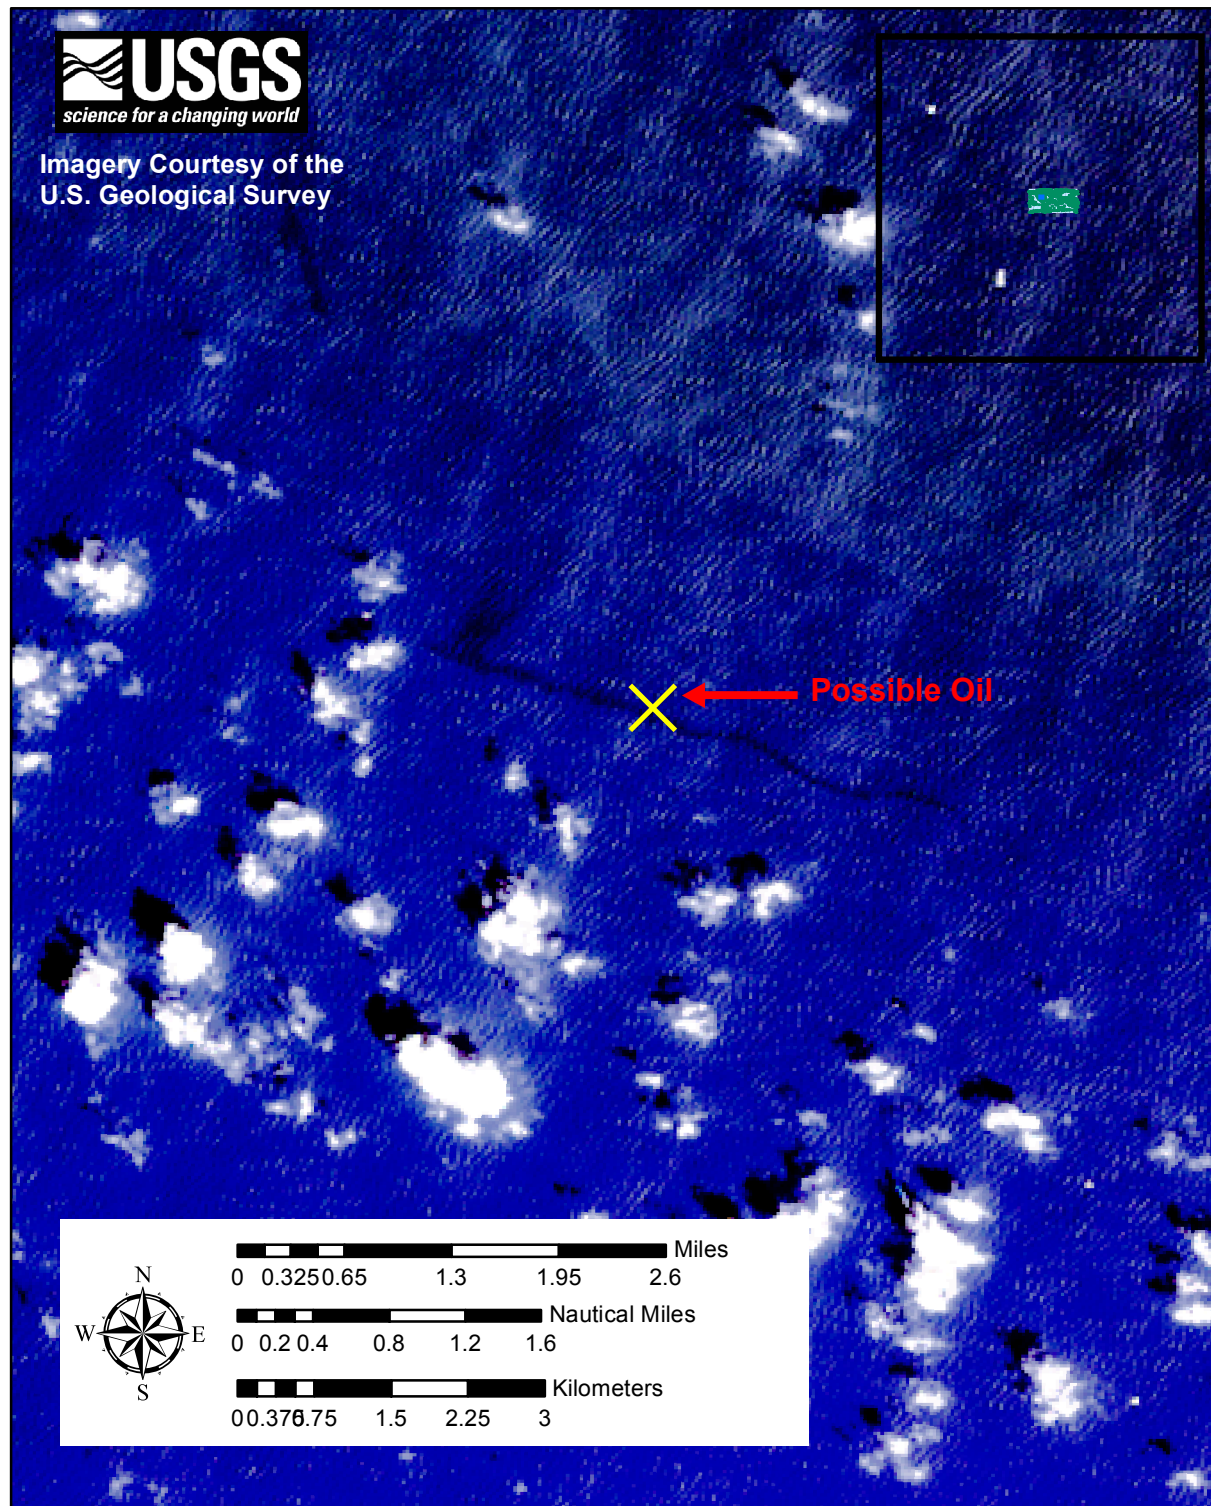 USGS
science for a changing world
Imagery Courtesy of the
U.S. Geological Survey
Possible Oil
Miles
0 0.325 0.65 1.3 1.95 2.6
Nautical Miles
0 0.2 0.4 0.8 1.2 1.6
Kilometers
0 0.375 0.75 1.5 2.25 3
N
W E
S